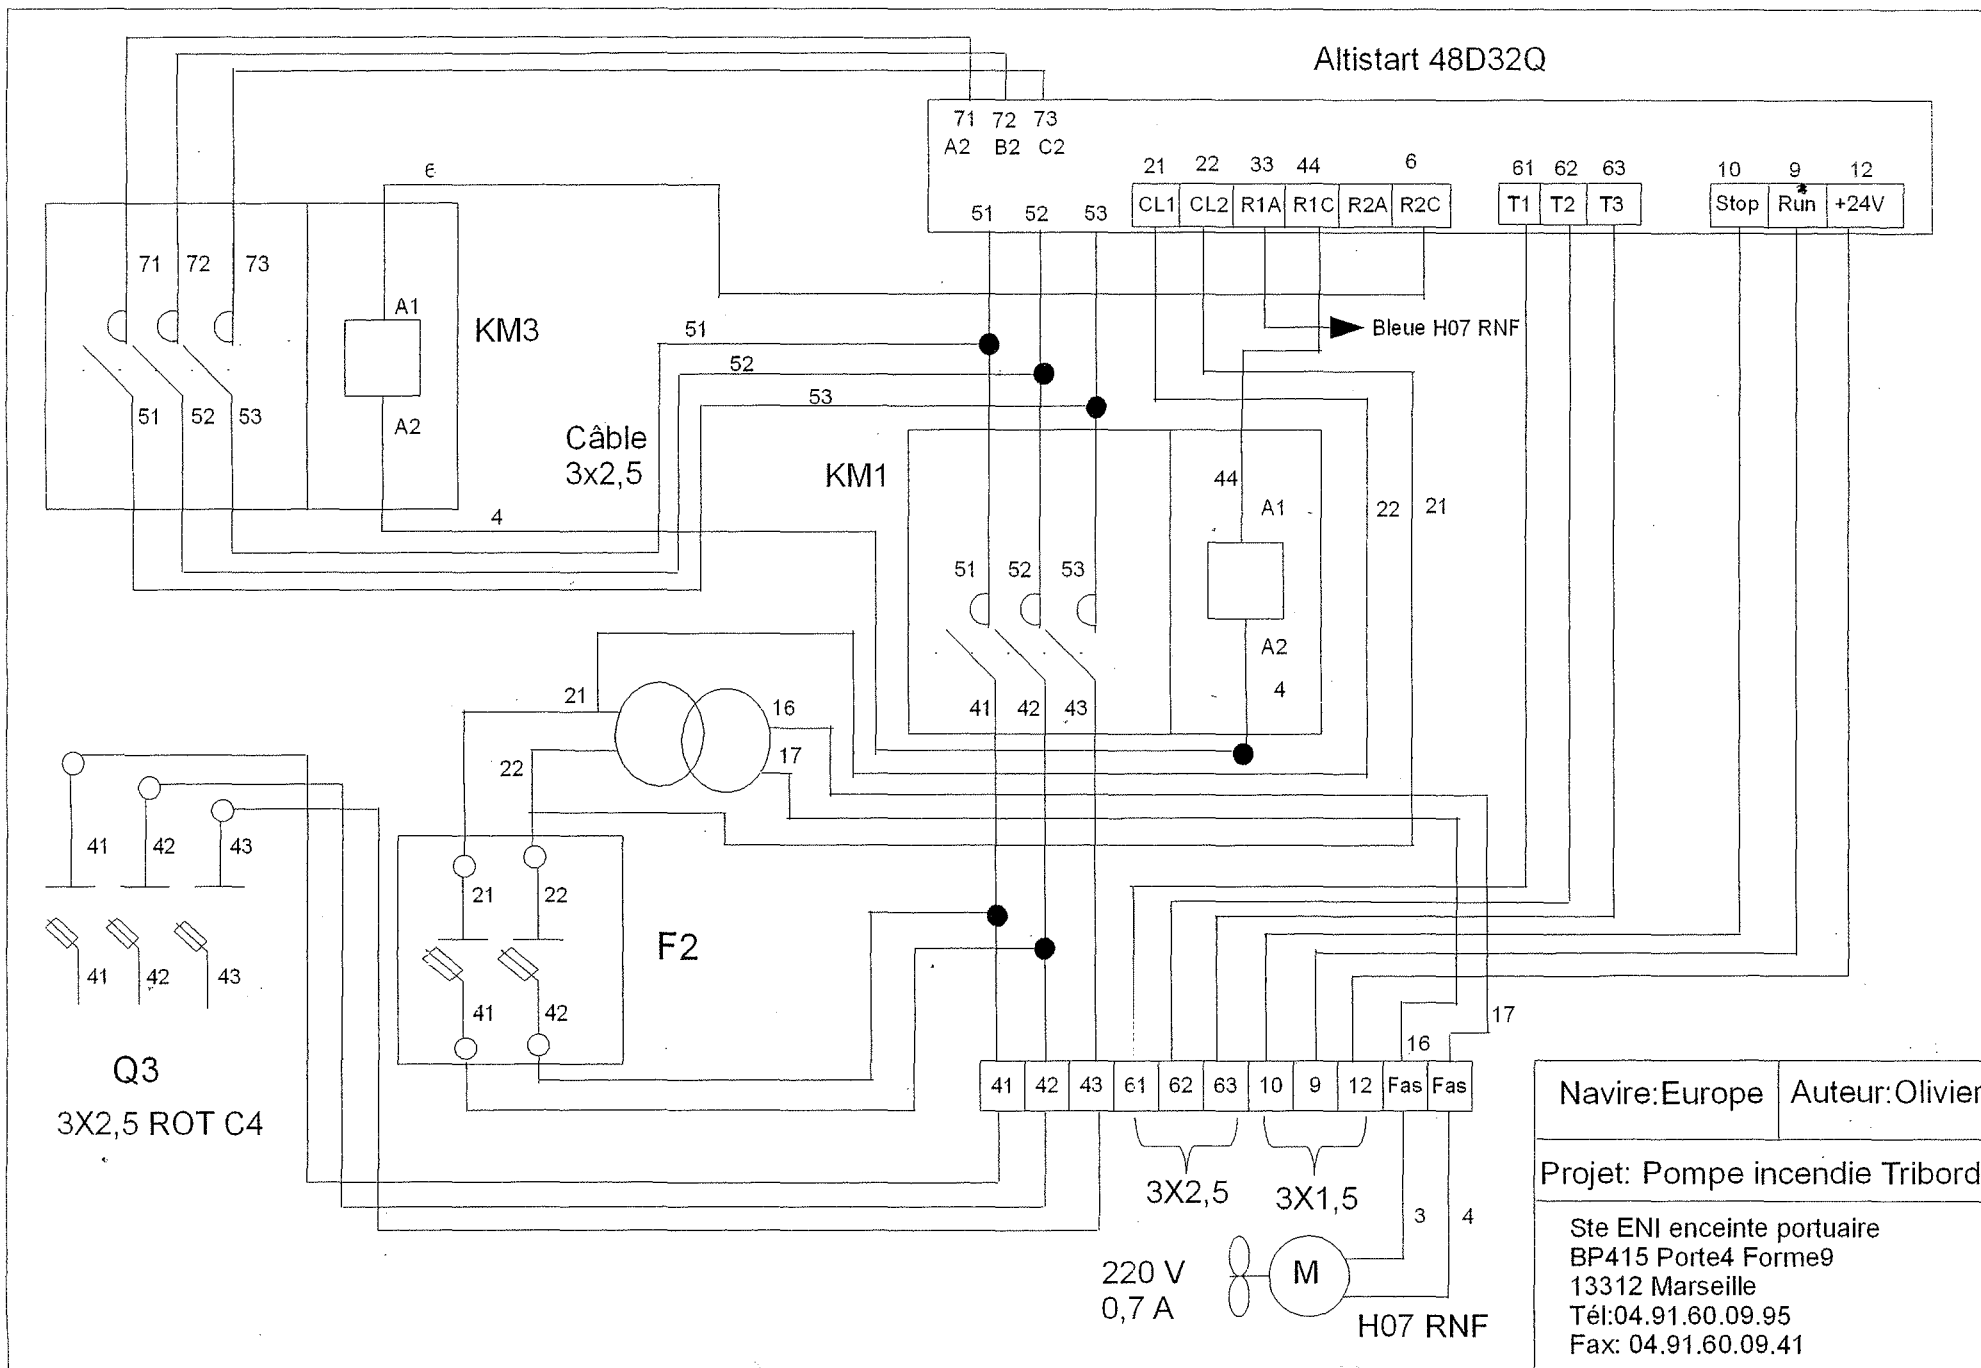 Altistart 48D32Q
71 72 73
A2 B2 C2
21 22 33 44 6
61 62 63
10 9 12
CL1 CL2 R1A R1C R2A R2C
T1 T2 T3
Stop Run +24V
51 52 53
6
71 72 73
A1
KM3
51 52 53
A2
51
52
53
Bleue H07 RNF
Câble
3x2,5
4
KM1
44
A1
22 21
51 52 53
A2
4
41 42 43
21
16
22
17
41 42 43
21 22
F2
41 42 43
41 42
Q3
3X2,5 ROT C4
17
16
41 42 43 61 62 63 10 9 12 Fas Fas
3X2,5 3X1,5
3 4
220 V
0,7 A
M
H07 RNF
Navire:Europe Auteur:Olivier
Projet: Pompe incendie Tribord
Ste ENI enceinte portuaire
BP415 Porte4 Forme9
13312 Marseille
Tél:04.91.60.09.95
Fax: 04.91.60.09.41